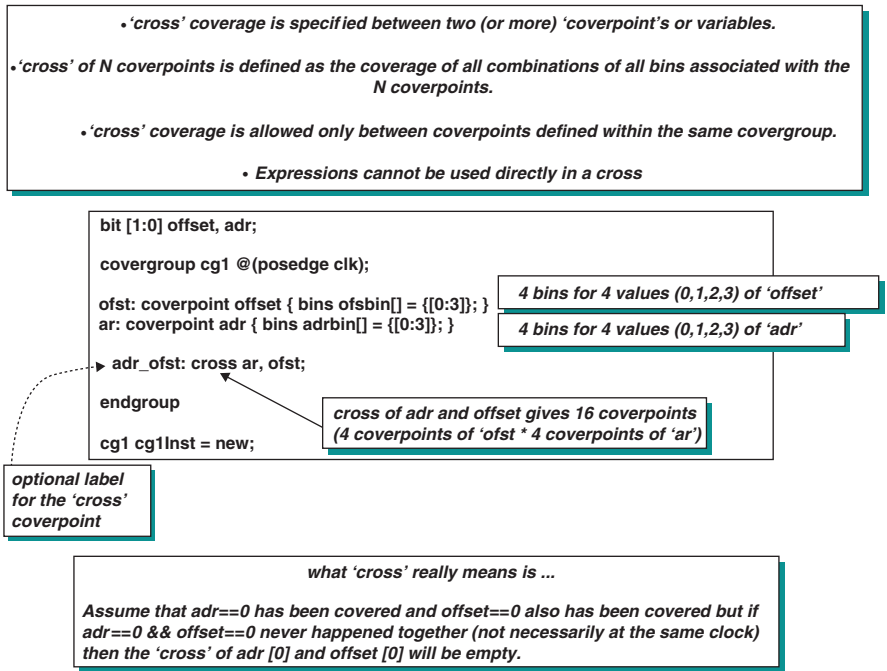 •‘cross’ coverage is specified between two (or more) ‘coverpoint’s or variables.
•‘cross’ of N coverpoints is defined as the coverage of all combinations of all bins associated with the
N coverpoints.
•‘cross’ coverage is allowed only between coverpoints defined within the same covergroup.
• Expressions cannot be used directly in a cross
bit [1:0] offset, adr;
covergroup cg1 @(posedge clk);
ofst: coverpoint offset { bins ofsbin[] = {[0:3]}; }
4 bins for 4 values (0,1,2,3) of ‘offset’
ar: coverpoint adr { bins adrbin[] = {[0:3]}; }
4 bins for 4 values (0,1,2,3) of ‘adr’
adr_ofst: cross ar, ofst;
endgroup
cross of adr and offset gives 16 coverpoints
(4 coverpoints of ‘ofst * 4 coverpoints of ‘ar’)
cg1 cg1Inst = new;
optional label
for the ‘cross’
coverpoint
what ‘cross’ really means is ...
Assume that adr==0 has been covered and offset==0 also has been covered but if
adr==0 && offset==0 never happened together (not necessarily at the same clock)
then the ‘cross’ of adr [0] and offset [0] will be empty.